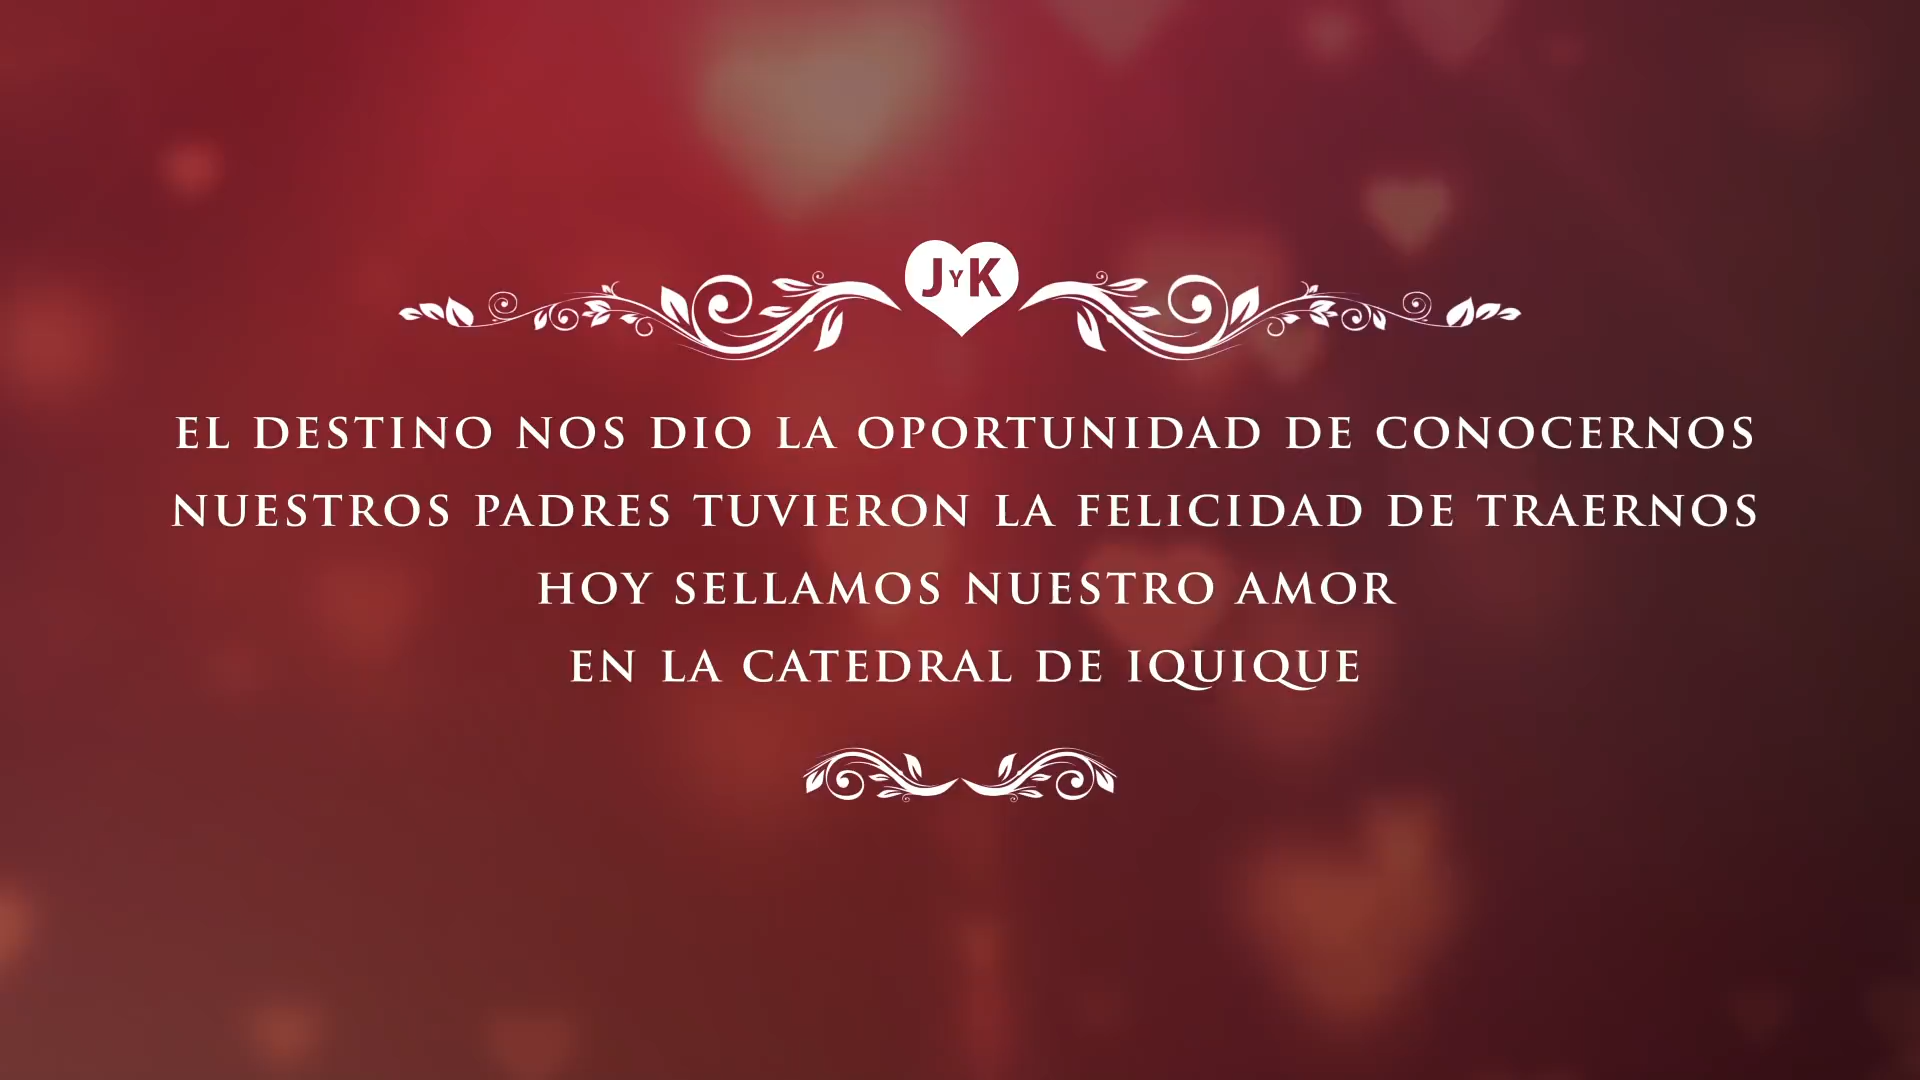 J Y K
EL DESTINO NOS DIO LA OPORTUNIDAD DE CONOCERNOS
NUESTROS PADRES TUVIERON LA FELICIDAD DE TRAERNOS
HOY SELLAMOS NUESTRO AMOR
EN LA CATEDRAL DE IQUIQUE